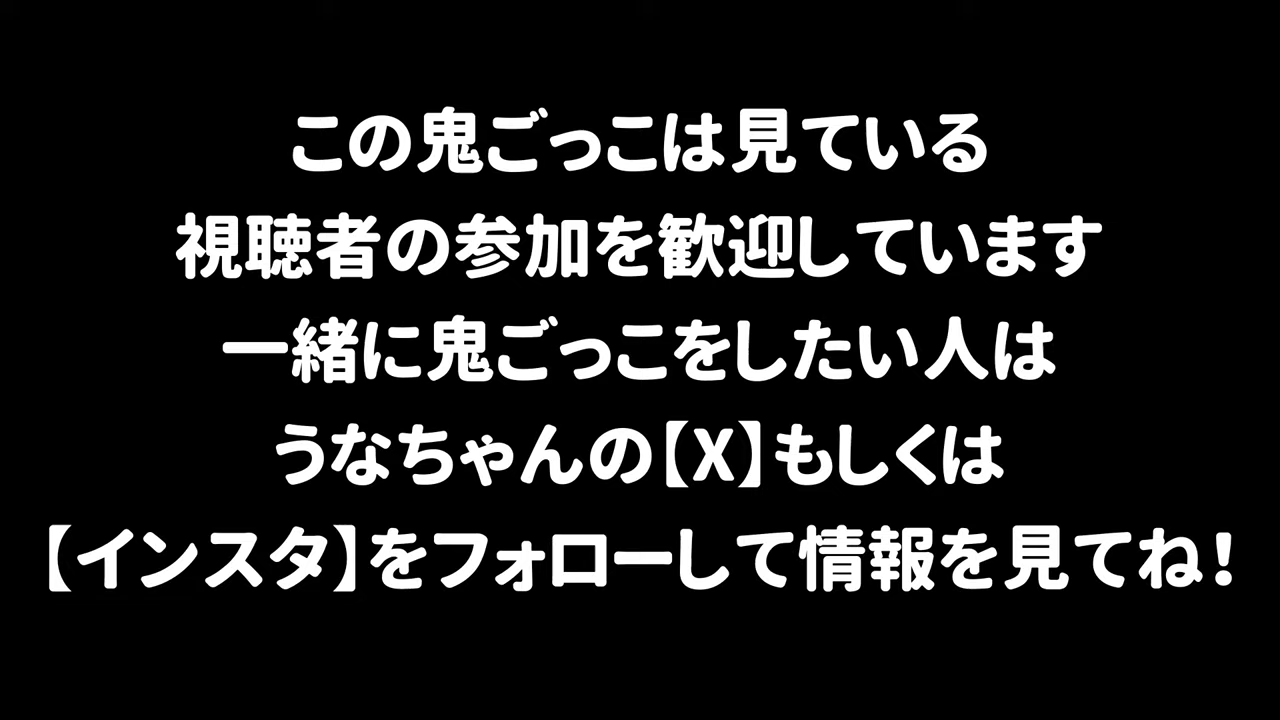 この鬼ごっこは見ている
視聴者の参加を歓迎しています
一緒に鬼ごっこをしたい人は
うなちゃんの【X】もしくは
【インスタ】をフォローして情報を見てね！